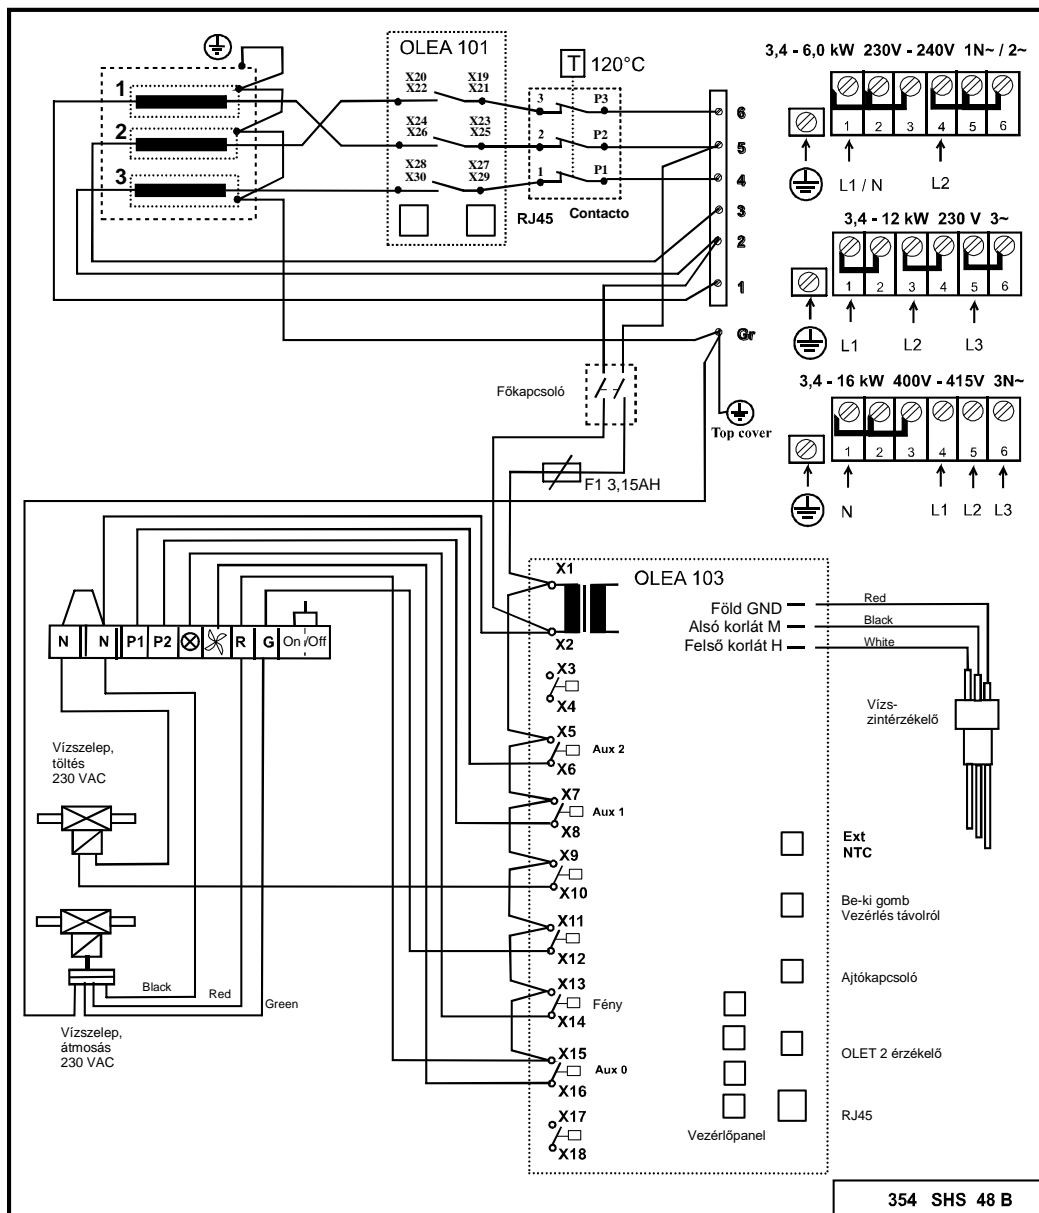 OLEA 101
T 120°C
1
2
3
X20 X19
X22 X21
X24 X23
X26 X25
X28 X27
X30 X29
3 P3
2 P2
1 P1
RJ45
Contacto
6
5
4
3
2
1
Gr
Top cover
3,4 - 6,0 kW 230V - 240V 1N~ / 2~
1 2 3 4 5 6
L1 / N L2
3,4 - 12 kW 230 V 3~
1 2 3 4 5 6
L1 L2 L3
3,4 - 16 kW 400V - 415V 3N~
1 2 3 4 5 6
N L1 L2 L3
Főkapcsoló
F1 3,15AH
N N P1 P2 R G On /Off
Vízszelep,
töltés
230 VAC
Black
Red
Green
Vízszelep,
átmosás
230 VAC
OLEA 103
X1
X2
X3
X4
X5
Aux 2
X6
X7
Aux 1
X8
X9
X10
X11
X12
X13
Fény
X14
X15
Aux 0
X16
X17
X18
Föld GND
Alsó korlát M
Felső korlát H
Red
Black
White
Vízs-
zintérzékelő
Ext
NTC
Be-ki gomb
Vezérlés távolról
Ajtókapcsoló
OLET 2 érzékelő
RJ45
Vezérlőpanel
354 SHS 48 B